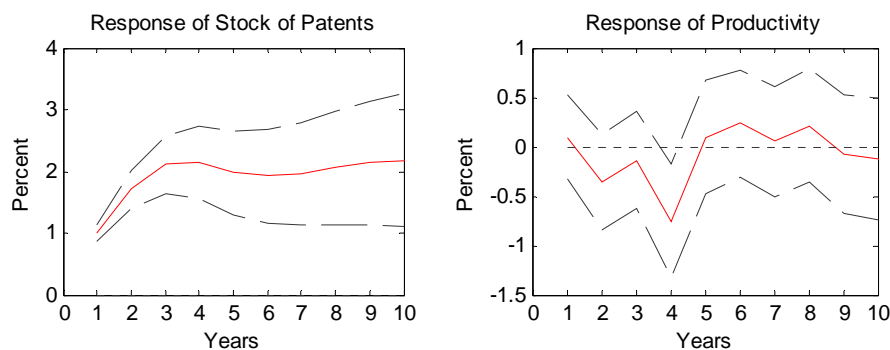 Response of Stock of Patents
4
3
2
1
0
Percent
0 1 2 3 4 5 6 7 8 9 10
Years
Response of Productivity
1
0.5
0
-0.5
-1
-1.5
Percent
0 1 2 3 4 5 6 7 8 9 10
Years